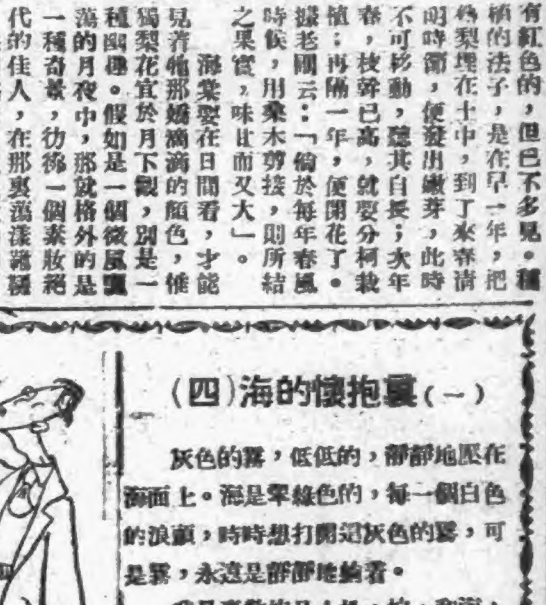 有紅色的，但已不多見。種
植的法子，是在早一年，把
梨埋在土中，到了來春清
明時節，便發出嫩芽，此時
不可移動，聽其自長；次年
春，枝幹已高，就要分柯栽
植；再隔一年，便開花了。
據老圃云：「倘於每年春風
時候，用桑木剪接，則所結
之果實，味甘而又大」。
海棠要在日間看，才能
見著牠那嬌滴滴的顏色，惟
獨梨花宜於月下觀，別是一
種幽趣。假如是一個微風飄
蕩的月夜中，那就格外的是
一種奇景，彷彿一個素妝絕
代的佳人，在那裏蕩漾
（四）海的懷抱裏（一）
灰色的霧，低低的，靜靜地壓在
海面上。海是翠綠色的，每一個白色
的浪頭，時時想打開這灰色的霧，可
是霧，永遠是靜靜地躺着。